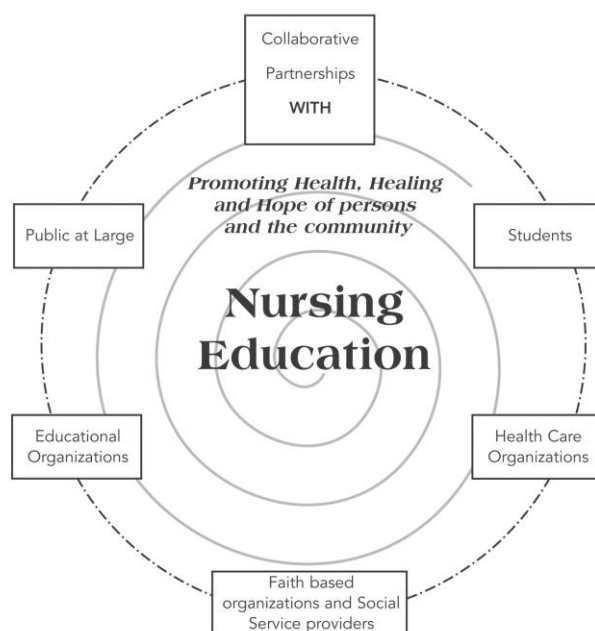 Collaborative
Partnerships
WITH
Promoting Health, Healing
and Hope of persons
and the community
Public at Large
Students
Nursing
Education
Educational
Organizations
Health Care
Organizations
Faith based
organizations and Social
Service providers